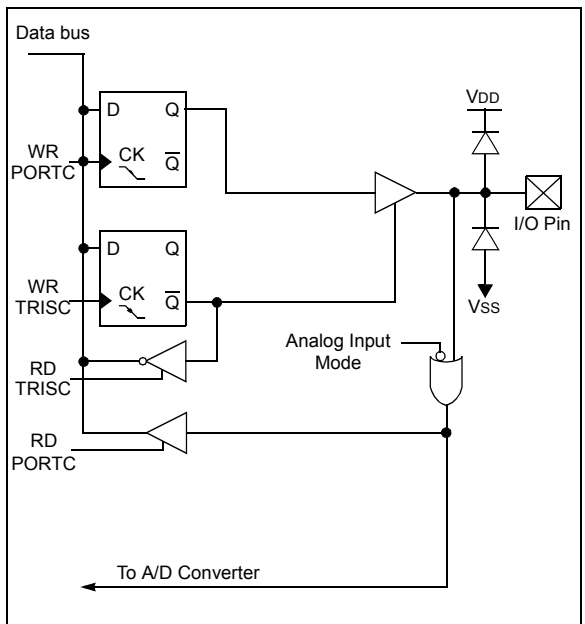 Data bus
D Q
VDD
WR
PORTC
CK Q
I/O Pin
D Q
WR
TRISC
CK Q
VSS
Analog Input
Mode
RD
TRISC
RD
PORTC
To A/D Converter